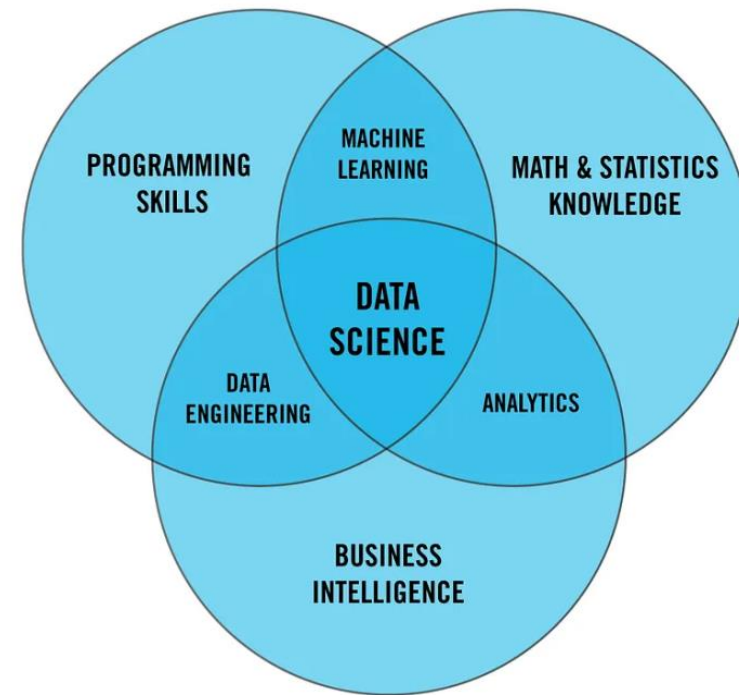 MACHINE
LEARNING
PROGRAMMING
SKILLS
MATH & STATISTICS
KNOWLEDGE
DATA
SCIENCE
DATA
ENGINEERING
ANALYTICS
BUSINESS
INTELLIGENCE